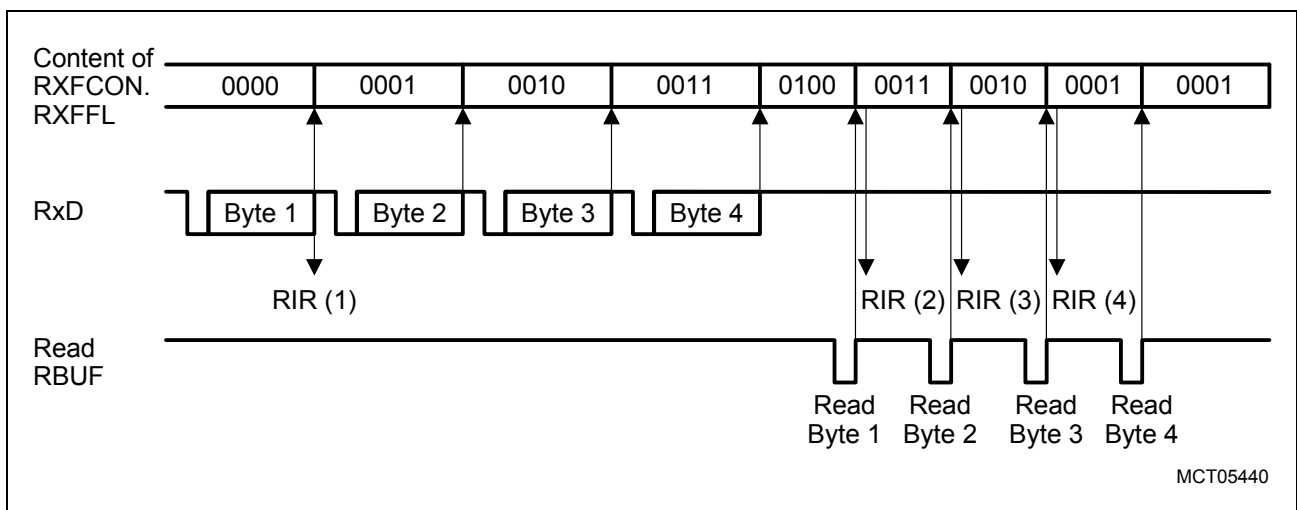 Content of
RXFCON.
RXFFL
0000 0001 0010 0011 0100 0011 0010 0001 0001
RxD
Byte 1 Byte 2 Byte 3 Byte 4
RIR (1) RIR (2) RIR (3) RIR (4)
Read
RBUF
Read Read Read Read
Byte 1 Byte 2 Byte 3 Byte 4
MCT05440